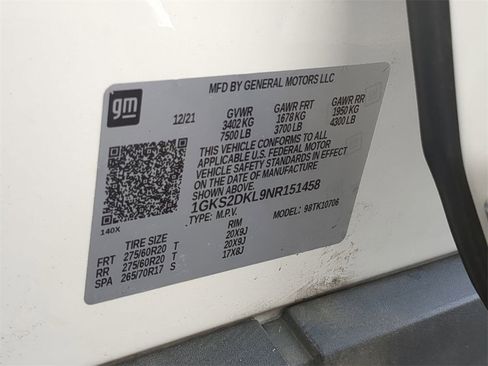 MFD BY GENERAL MOTORS LLC
gm
12/21 GVWR GAWR FRT GAWR RR
3402 KG 1678 KG 1950 KG
7500 LB 3700 LB 4300 LB
THIS VEHICLE CONFORMS TO ALL
APPLICABLE U.S. FEDERAL MOTOR
VEHICLE SAFETY STANDARDS IN EFFECT
ON THE DATE OF MANUFACTURE SHOWN ABOVE.
1GKS2DKL9NR151458
TYPE: M.P.V. MODEL: 98TK10706
140X
TIRE SIZE RIM
FRT 275/60R20 T 20X9J
RR 275/60R20 T 20X9J
SPA 265/70R17 S 17X8J